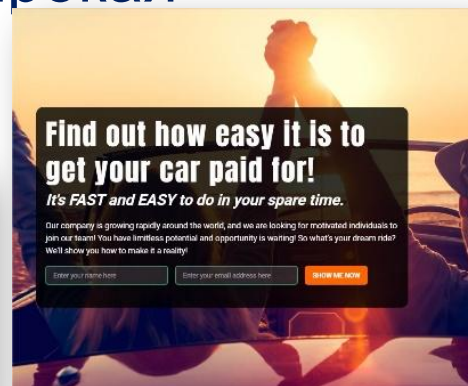 Find out how easy it is to
get your car paid for!
It's FAST and EASY to do in your spare time.
Our company is growing rapidly around the world, and we are looking for motivated individuals to
join our team! You have limitless potential and opportunity is waiting! So what's your dream ride?
We'll show you how to make it a reality!
Enter your name here
Enter your email address here
SHOW ME NOW